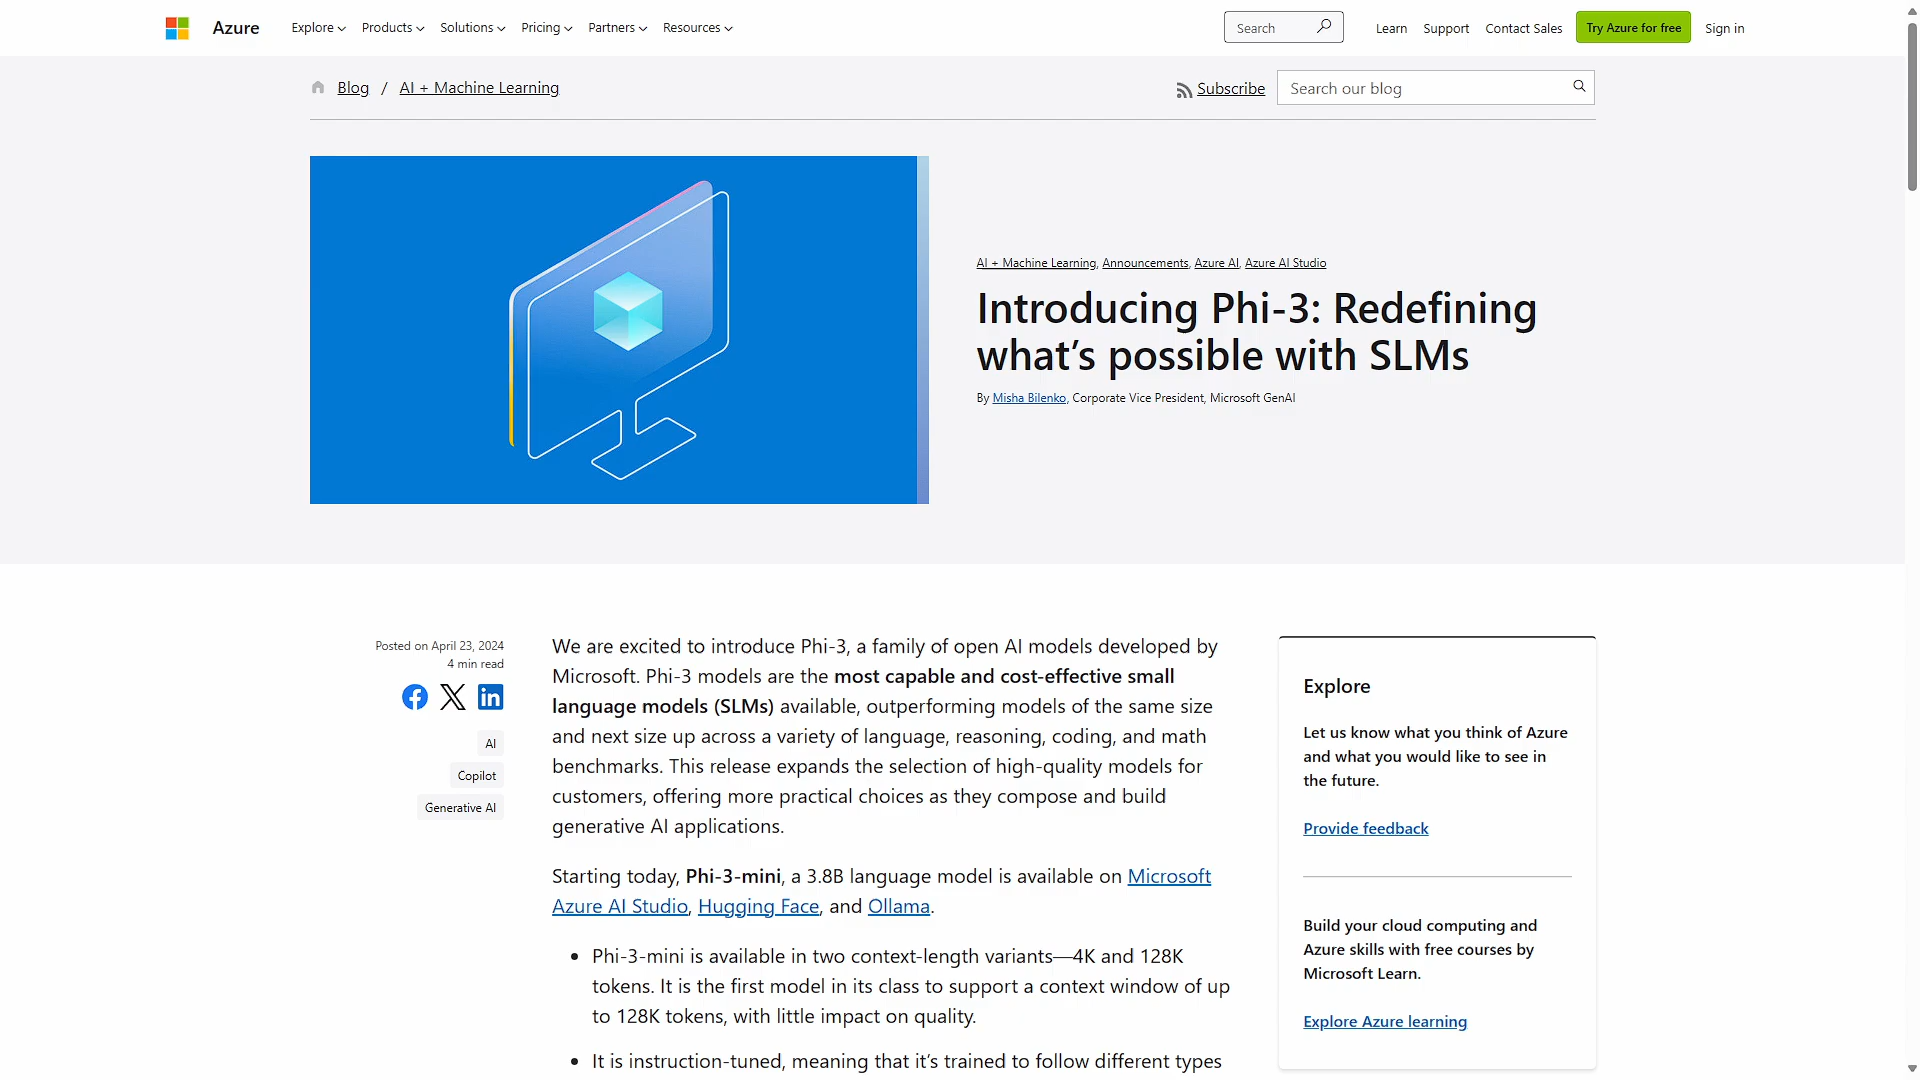 Azure
Explore
Products
Solutions
Pricing
Partners
Resources
Search
Learn
Support
Contact Sales
Try Azure for free
Sign in
Blog / AI + Machine Learning
Subscribe
Search our blog
AI + Machine Learning, Announcements, Azure AI, Azure AI Studio
Introducing Phi-3: Redefining
what’s possible with SLMs
By Misha Bilenko, Corporate Vice President, Microsoft GenAI
Posted on April 23, 2024
4 min read
AI
Copilot
Generative AI
We are excited to introduce Phi-3, a family of open AI models developed by
Microsoft. Phi-3 models are the most capable and cost-effective small
language models (SLMs) available, outperforming models of the same size
and next size up across a variety of language, reasoning, coding, and math
benchmarks. This release expands the selection of high-quality models for
customers, offering more practical choices as they compose and build
generative AI applications.
Starting today, Phi-3-mini, a 3.8B language model is available on Microsoft
Azure AI Studio, Hugging Face, and Ollama.
• Phi-3-mini is available in two context-length variants—4K and 128K
tokens. It is the first model in its class to support a context window of up
to 128K tokens, with little impact on quality.
• It is instruction-tuned, meaning that it’s trained to follow different types
Explore
Let us know what you think of Azure
and what you would like to see in
the future.
Provide feedback
Build your cloud computing and
Azure skills with free courses by
Microsoft Learn.
Explore Azure learning